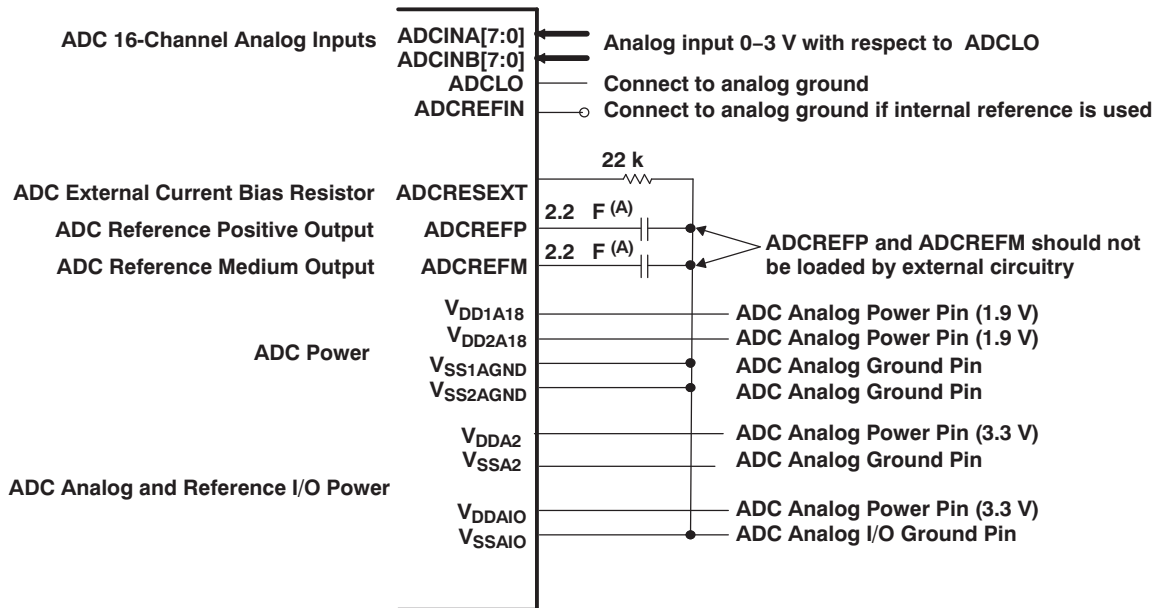 ADC 16-Channel Analog Inputs ADCINA[7:0]
ADCINB[7:0] Analog input 0–3 V with respect to ADCLO
ADCLO Connect to analog ground
ADCREFIN Connect to analog ground if internal reference is used
22 k
ADC External Current Bias Resistor ADCRESEXT
ADC Reference Positive Output ADCREFP 2.2 F (A)
ADC Reference Medium Output ADCREFM 2.2 F (A)
ADCREFP and ADCREFM should not
be loaded by external circuitry
VDD1A18 ADC Analog Power Pin (1.9 V)
VDD2A18 ADC Analog Power Pin (1.9 V)
ADC Power
VSS1AGND ADC Analog Ground Pin
VSS2AGND ADC Analog Ground Pin
VDDA2 ADC Analog Power Pin (3.3 V)
VSSA2 ADC Analog Ground Pin
ADC Analog and Reference I/O Power
VDDAIO ADC Analog Power Pin (3.3 V)
VSSAIO ADC Analog I/O Ground Pin